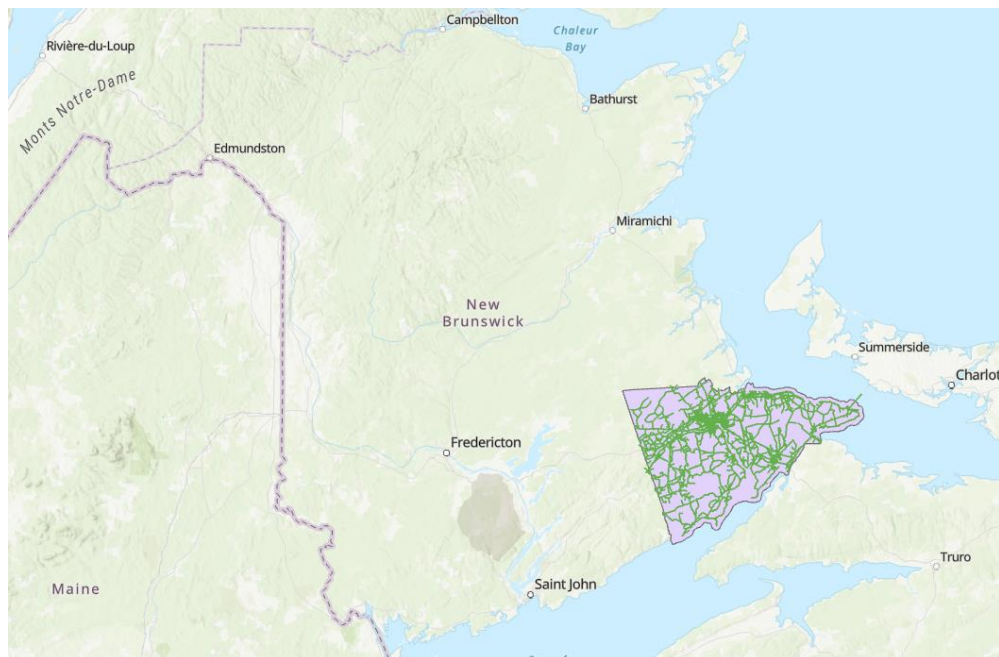 Campbellton
Chaleur
Bay
Rivière-du-Loup
Monts Notre-Dame
Bathurst
Edmundston
Miramichi
New
Brunswick
Summerside
Charlot
Fredericton
Truro
Saint John
Maine